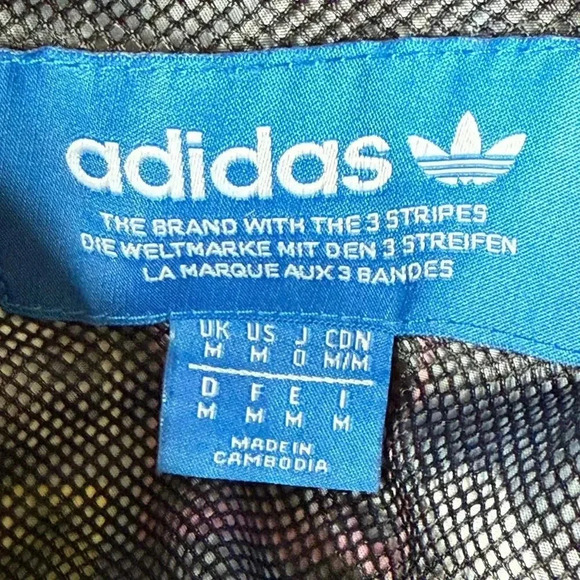 adidas
THE BRAND WITH THE 3 STRIPES
DIE WELTMARKE MIT DEN 3 STREIFEN
LA MARQUE AUX 3 BANDES
UK US J CDN
M M O M/M
D F E I
M M M M
MADE IN
CAMBODIA